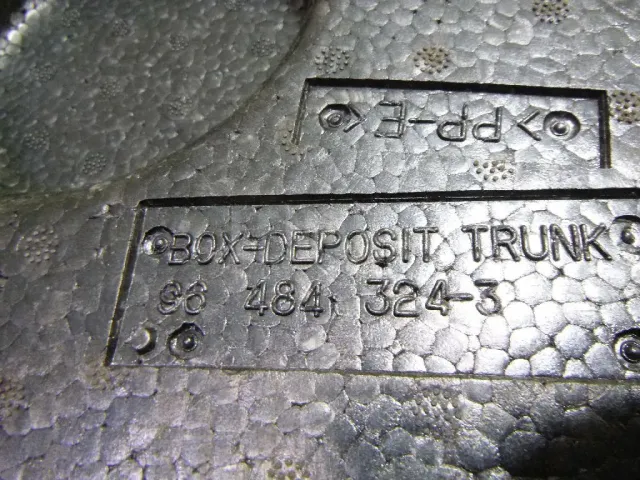 >PP-E<
BOX-DEPOSIT TRUNK
96 484 324-3